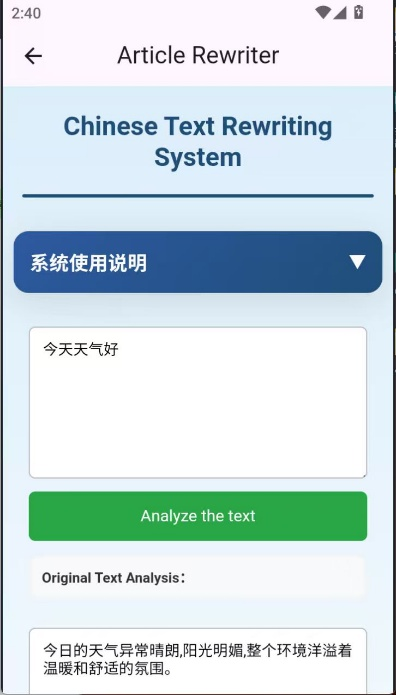 2:40
Article Rewriter
Chinese Text Rewriting
System
系统使用说明
今天天气好
Analyze the text
Original Text Analysis：
今日的天气异常晴朗,阳光明媚,整个环境洋溢着
温暖和舒适的氛围。